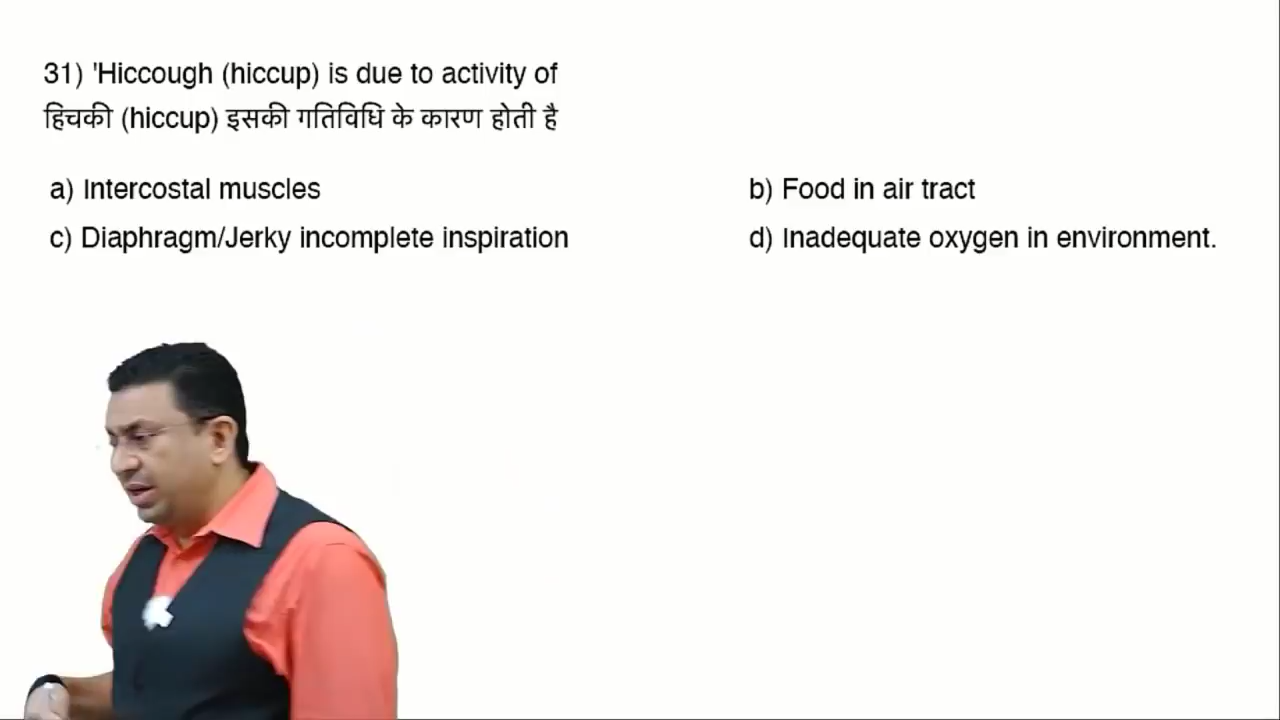 31) 'Hiccough (hiccup) is due to activity of
हिचकी (hiccup) इसकी गतिविधि के कारण होती है
a) Intercostal muscles
b) Food in air tract
c) Diaphragm/Jerky incomplete inspiration
d) Inadequate oxygen in environment.